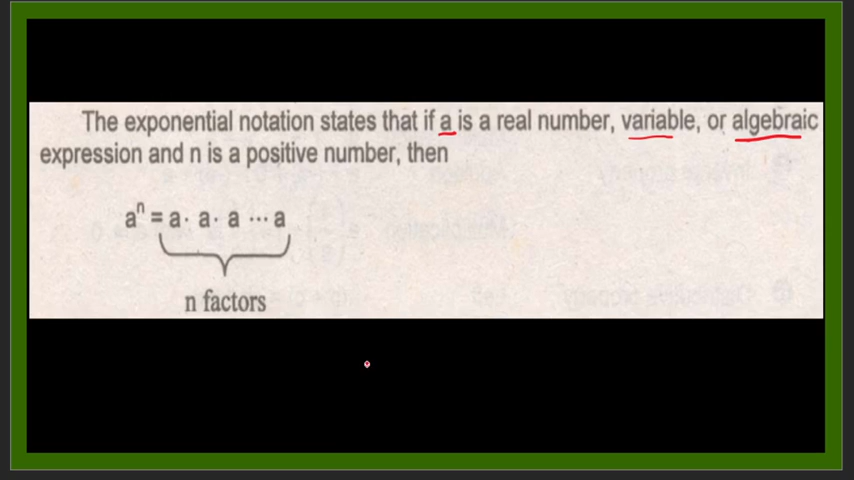 The exponential notation states that if a is a real number, variable, or algebraic
expression and n is a positive number, then
aⁿ = a · a · a ··· a
n factors